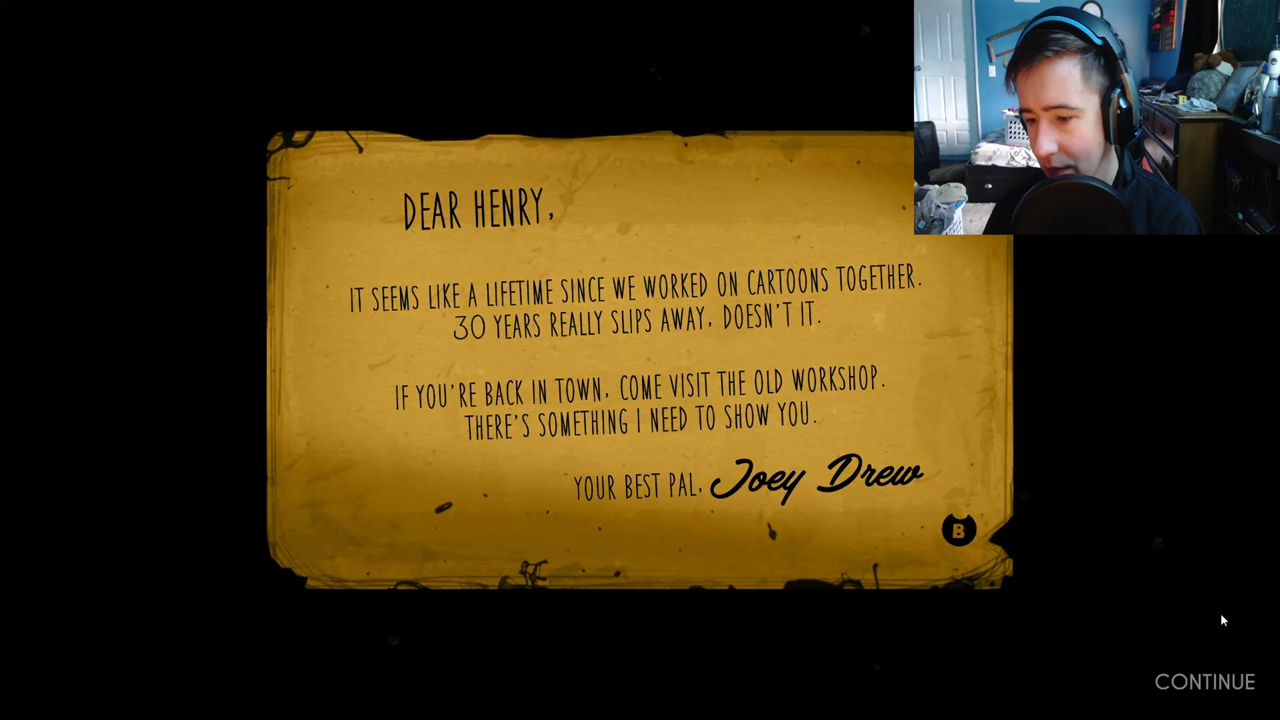 DEAR HENRY,
IT SEEMS LIKE A LIFETIME SINCE WE WORKED ON CARTOONS TOGETHER.
30 YEARS REALLY SLIPS AWAY, DOESN'T IT.
IF YOU'RE BACK IN TOWN, COME VISIT THE OLD WORKSHOP.
THERE'S SOMETHING I NEED TO SHOW YOU.
YOUR BEST PAL, Joey Drew
B
CONTINUE